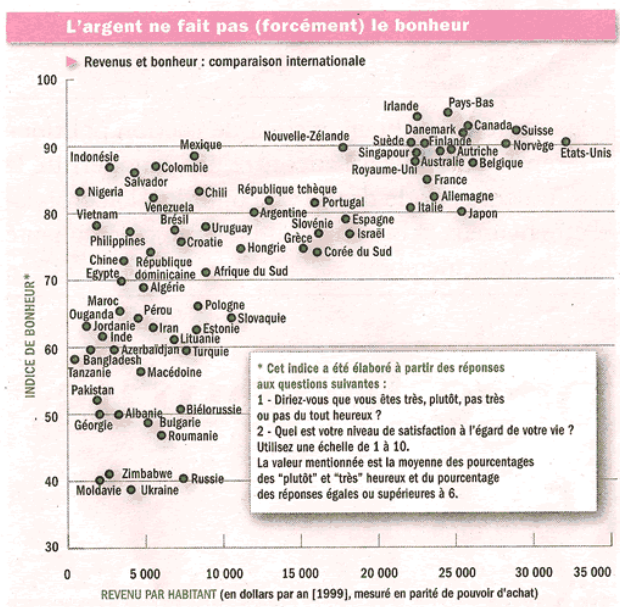 L'argent ne fait pas (forcément) le bonheur
Revenus et bonheur : comparaison internationale
100
90
80
70
60
50
40
30
INDICE DE BONHEUR*
Irlande
Pays-Bas
Danemark
Canada
Suisse
Nouvelle-Zélande
Suède
Finlande
Norvège
Etats-Unis
Mexique
Singapour
Autriche
Indonésie
Colombie
Royaume-Uni
Australie
Belgique
Salvador
France
Nigeria
Chili
République tchèque
Allemagne
Venezuela
Portugal
Vietnam
Brésil
Argentine
Italie
Japon
Uruguay
Slovénie
Espagne
Philippines
Croatie
Grèce
Israël
Hongrie
Corée du Sud
Chine
République
dominicaine
Egypte
Afrique du Sud
Algérie
Maroc
Pérou
Pologne
Ouganda
Slovaquie
Jordanie
Iran
Estonie
Inde
Lituanie
Azerbaïdjan
Turquie
Bangladesh
Tanzanie
Macédoine
Pakistan
Albanie
Biélorussie
Géorgie
Bulgarie
Roumanie
Zimbabwe
Russie
Moldavie
Ukraine
* Cet indice a été élaboré à partir des réponses
aux questions suivantes :
1 - Diriez-vous que vous êtes très, plutôt, pas très
ou pas du tout heureux ?
2 - Quel est votre niveau de satisfaction à l'égard de votre vie ?
Utilisez une échelle de 1 à 10.
La valeur mentionnée est la moyenne des pourcentages
des "plutôt" et "très" heureux et du pourcentage
des réponses égales ou supérieures à 6.
0
5 000
10 000
15 000
20 000
25 000
30 000
35 000
REVENU PAR HABITANT (en dollars par an [1999], mesuré en parité de pouvoir d'achat)